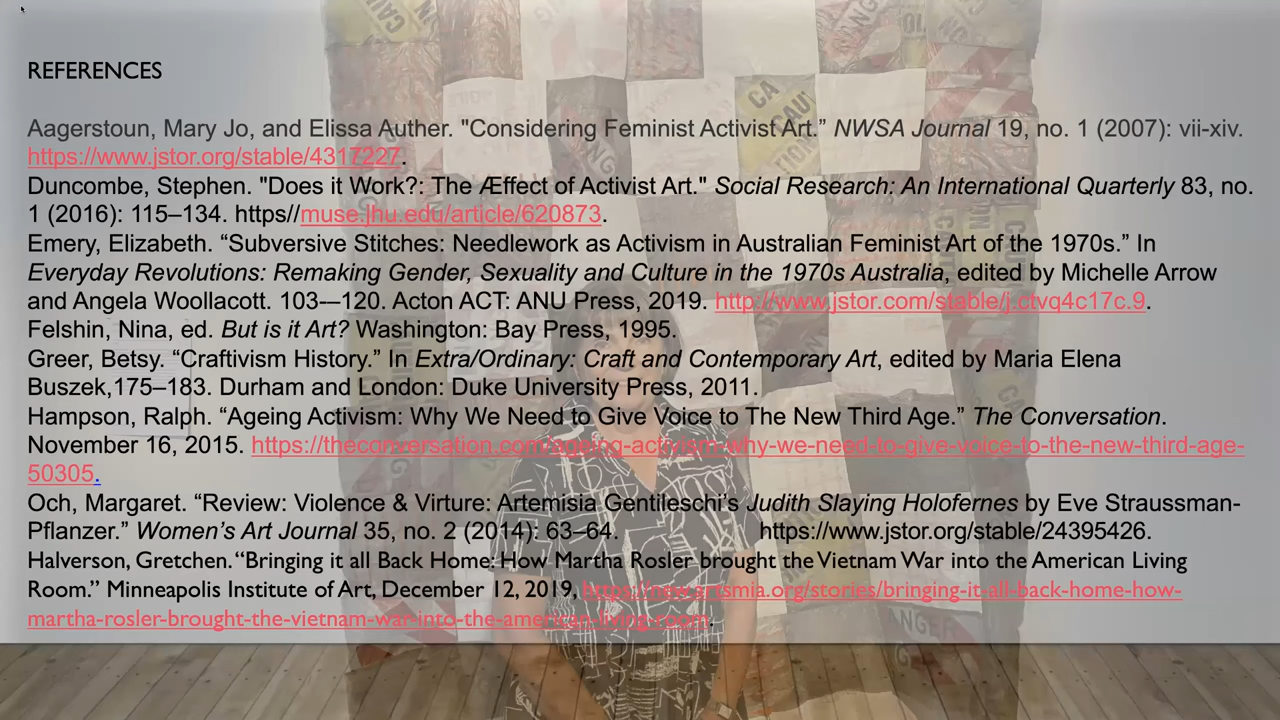 REFERENCES
Aagerstoun, Mary Jo, and Elissa Auther. "Considering Feminist Activist Art.” NWSA Journal 19, no. 1 (2007): vii-xiv.
https://www.jstor.org/stable/4317227.
Duncombe, Stephen. "Does it Work?: The Æffect of Activist Art." Social Research: An International Quarterly 83, no.
1 (2016): 115–134. https//muse.jhu.edu/article/620873.
Emery, Elizabeth. “Subversive Stitches: Needlework as Activism in Australian Feminist Art of the 1970s.” In
Everyday Revolutions: Remaking Gender, Sexuality and Culture in the 1970s Australia, edited by Michelle Arrow
and Angela Woollacott. 103-–120. Acton ACT: ANU Press, 2019. http://www.jstor.com/stable/j.ctvq4c17c.9.
Felshin, Nina, ed. But is it Art? Washington: Bay Press, 1995.
Greer, Betsy. “Craftivism History.” In Extra/Ordinary: Craft and Contemporary Art, edited by Maria Elena
Buszek,175–183. Durham and London: Duke University Press, 2011.
Hampson, Ralph. “Ageing Activism: Why We Need to Give Voice to The New Third Age.” The Conversation.
November 16, 2015. https://theconversation.com/ageing-activism-why-we-need-to-give-voice-to-the-new-third-age-
50305.
Och, Margaret. “Review: Violence & Virture: Artemisia Gentileschi’s Judith Slaying Holofernes by Eve Straussman-
Pflanzer.” Women’s Art Journal 35, no. 2 (2014): 63–64. https://www.jstor.org/stable/24395426.
Halverson, Gretchen. “Bringing it all Back Home: How Martha Rosler brought the Vietnam War into the American Living
Room.” Minneapolis Institute of Art, December 12, 2019, https://new.artsmia.org/stories/bringing-it-all-back-home-how-
martha-rosler-brought-the-vietnam-war-into-the-american-living-room.